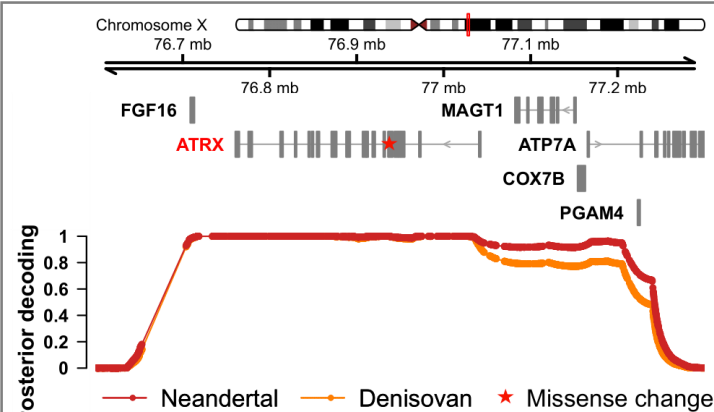 Chromosome X
76.7 mb 76.9 mb 77.1 mb
76.8 mb 77 mb 77.2 mb
FGF16 MAGT1
ATRX ATP7A
COX7B
PGAM4
1
0.8
0.6
0.4
0.2
0
osterior decoding
Neandertal Denisovan Missense change